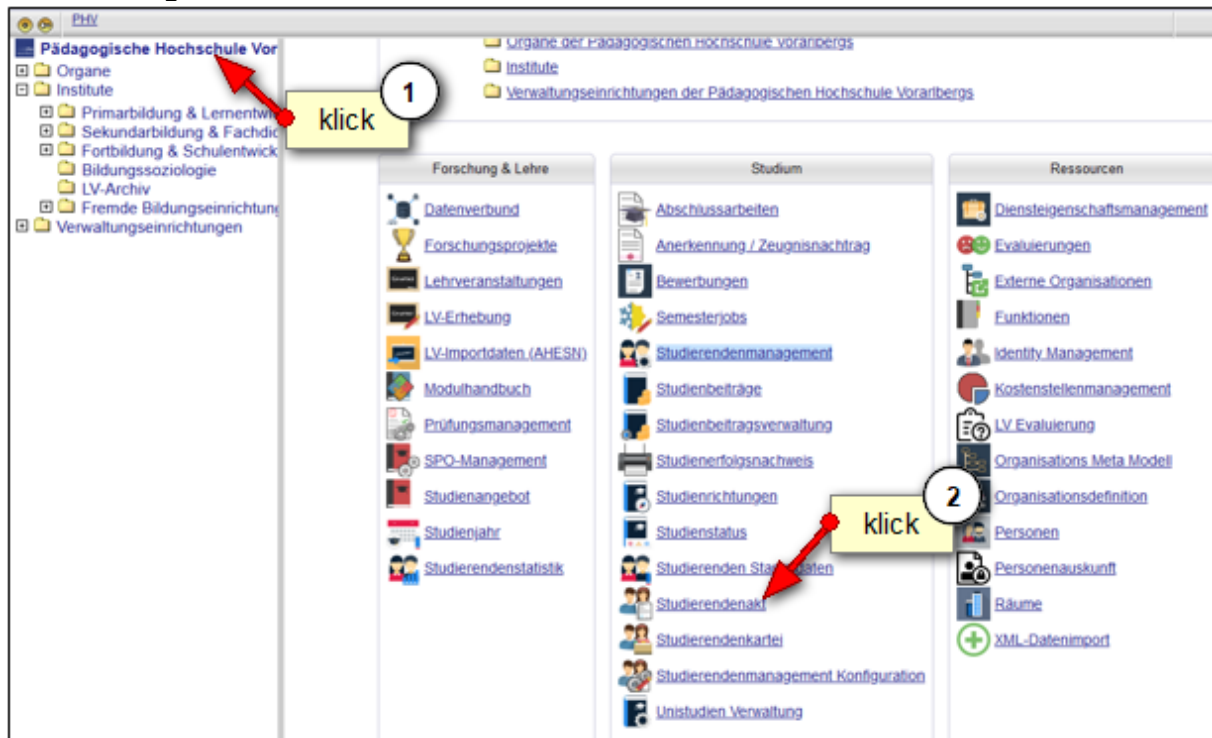 PHV
Pädagogische Hochschule Vor
Organe
Institute
Primarbildung & Lernentw
Sekundarbildung & Fachdid
Fortbildung & Schulentwick
Bildungssoziologie
LV-Archiv
Fremde Bildungseinrichtung
Verwaltungseinrichtungen
klick
1
Organe der Pädagogischen Hochschule Vorarlbergs
Institute
Verwaltungseinrichtungen der Pädagogischen Hochschule Vorarlbergs
Forschung & Lehre
Datenverbund
Forschungsprojekte
Lehrveranstaltungen
LV-Erhebung
LV-Importdaten (AHESN)
Modulhandbuch
Prüfungsmanagement
SPO-Management
Studienangebot
Studienjahr
Studierendenstatistik
Studium
Abschlussarbeiten
Anerkennung / Zeugnisnachtrag
Bewerbungen
Semesterjobs
Studierendenmanagement
Studienbeiträge
Studienbeitragsverwaltung
Studienerfolgsnachweis
Studienrichtungen
Studienstatus
Studierenden Stammdaten
Studierendenakt
Studierendenkartei
Studierendenmanagement Konfiguration
Unistudien Verwaltung
klick
2
Ressourcen
Diensteigenschaftsmanagement
Evaluierungen
Externe Organisationen
Funktionen
Identity Management
Kostenstellenmanagement
LV Evaluierung
Organisations Meta Modell
Organisationsdefinition
Personen
Personenauskunft
Räume
XML-Datenimport